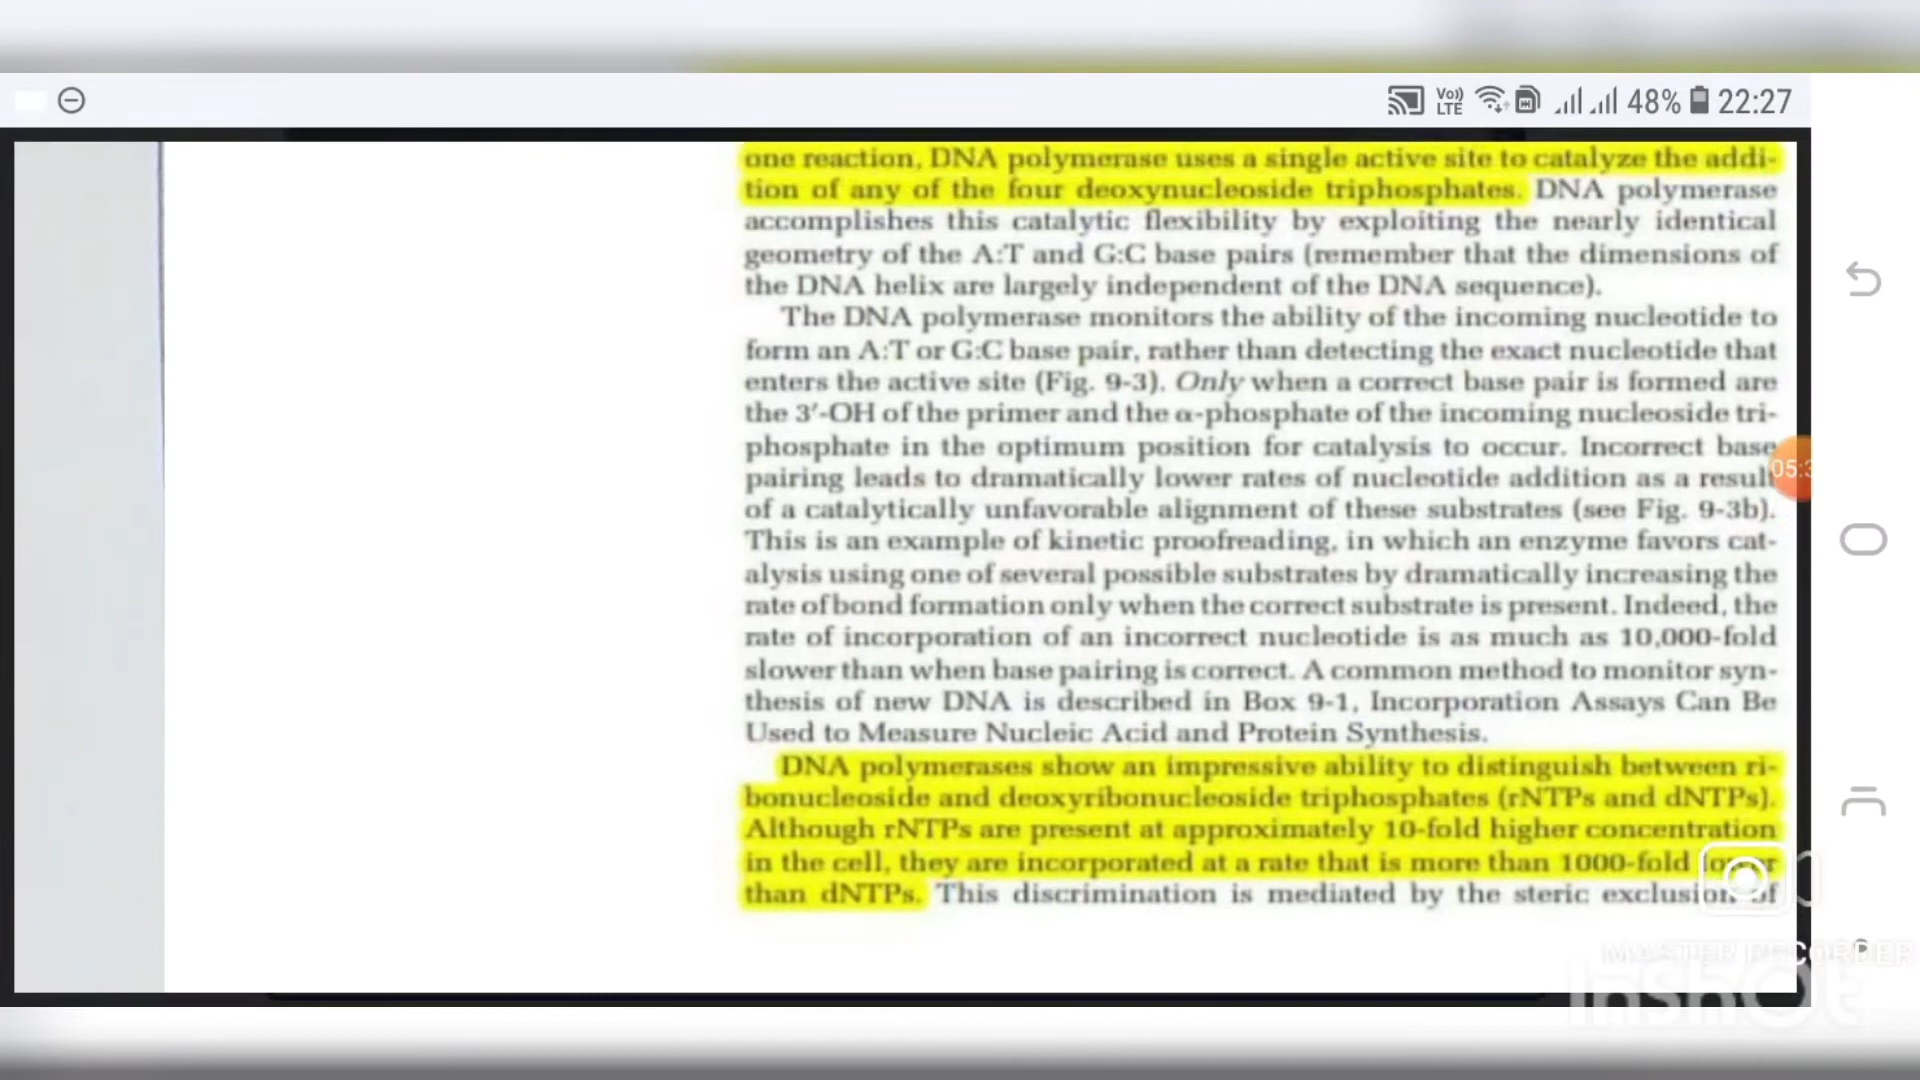 Vo)) LTE 48% 22:27
one reaction, DNA polymerase uses a single active site to catalyze the addi-
tion of any of the four deoxynucleoside triphosphates. DNA polymerase
accomplishes this catalytic flexibility by exploiting the nearly identical
geometry of the A:T and G:C base pairs (remember that the dimensions of
the DNA helix are largely independent of the DNA sequence).
The DNA polymerase monitors the ability of the incoming nucleotide to
form an A:T or G:C base pair, rather than detecting the exact nucleotide that
enters the active site (Fig. 9-3). Only when a correct base pair is formed are
the 3′-OH of the primer and the α-phosphate of the incoming nucleoside tri-
phosphate in the optimum position for catalysis to occur. Incorrect base
pairing leads to dramatically lower rates of nucleotide addition as a result
of a catalytically unfavorable alignment of these substrates (see Fig. 9-3b).
This is an example of kinetic proofreading, in which an enzyme favors cat-
alysis using one of several possible substrates by dramatically increasing the
rate of bond formation only when the correct substrate is present. Indeed, the
rate of incorporation of an incorrect nucleotide is as much as 10,000-fold
slower than when base pairing is correct. A common method to monitor syn-
thesis of new DNA is described in Box 9-1, Incorporation Assays Can Be
Used to Measure Nucleic Acid and Protein Synthesis.
DNA polymerases show an impressive ability to distinguish between ri-
bonucleoside and deoxyribonucleoside triphosphates (rNTPs and dNTPs).
Although rNTPs are present at approximately 10-fold higher concentration
in the cell, they are incorporated at a rate that is more than 1000-fold lower
than dNTPs. This discrimination is mediated by the steric exclusion of
MASTER RECORDER
InShOt